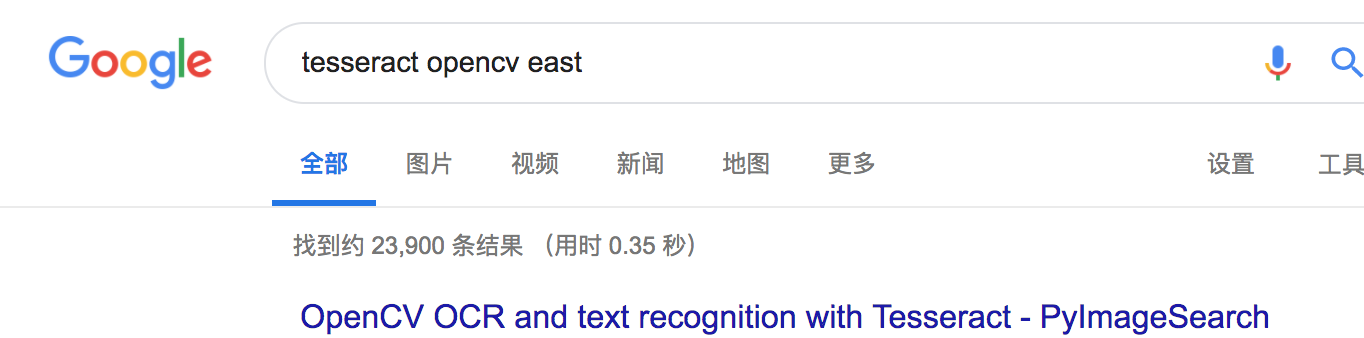 Google tesseract opencv east
全部 图片 视频 新闻 地图 更多 设置 工具
找到约 23,900 条结果 （用时 0.35 秒）
OpenCV OCR and text recognition with Tesseract - PyImageSearch